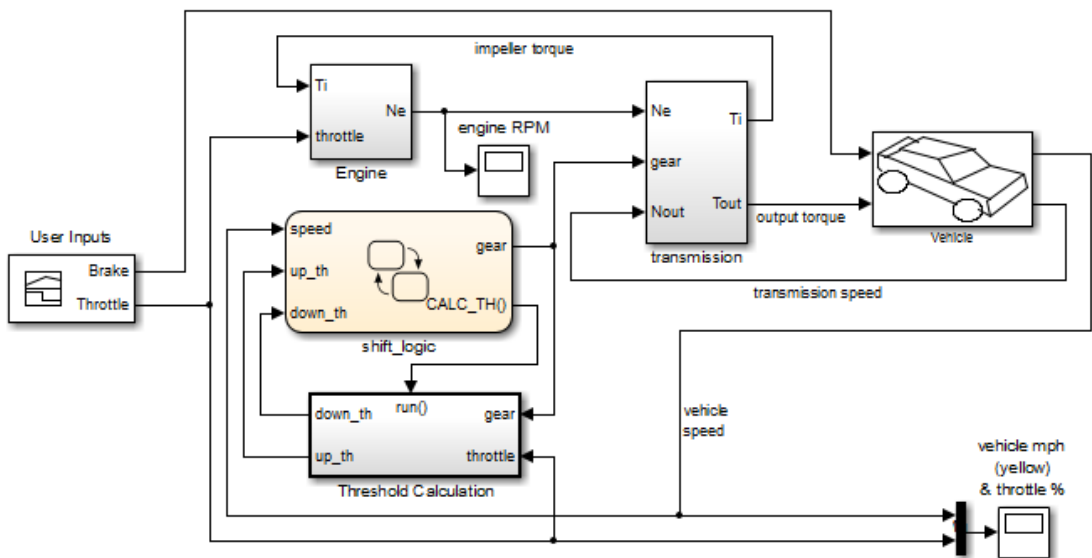 impeller torque
Ti
Ne
throttle
Engine
engine RPM
Ne
Ti
gear
Nout
Tout
transmission
output torque
Vehicle
transmission speed
User Inputs
Brake
Throttle
speed
gear
up_th
CALC_TH()
down_th
shift_logic
run()
down_th
gear
up_th
throttle
Threshold Calculation
vehicle
speed
vehicle mph
(yellow)
& throttle %